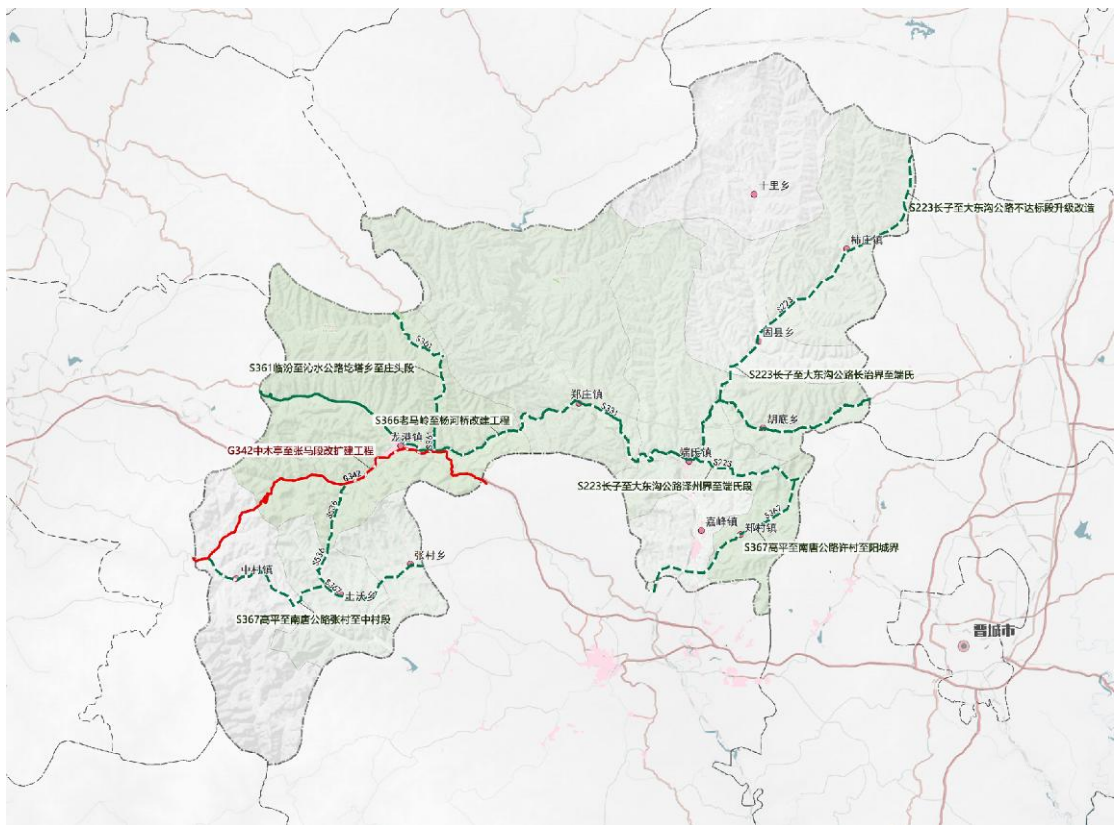 十里乡
S223长子至大东沟公路不达标段升级改造
柿庄镇
S223
固县乡
S361
S361临汾至沁水公路圪塔乡至庄头段
S223长子至大东沟公路长治界至端氏
郑庄镇
S331
S366老马岭至杨河桥改建工程
胡底乡
龙港镇
S361
G342中木亭至张马段改扩建工程
端氏镇
S223
G342
S223长子至大东沟公路泽州界至端氏段
嘉峰镇
S367
郑村镇
S367高平至南唐公路许村至阳城界
张村乡
中村镇
S367
土沃乡
S367高平至南唐公路张村至中村段
晋城市